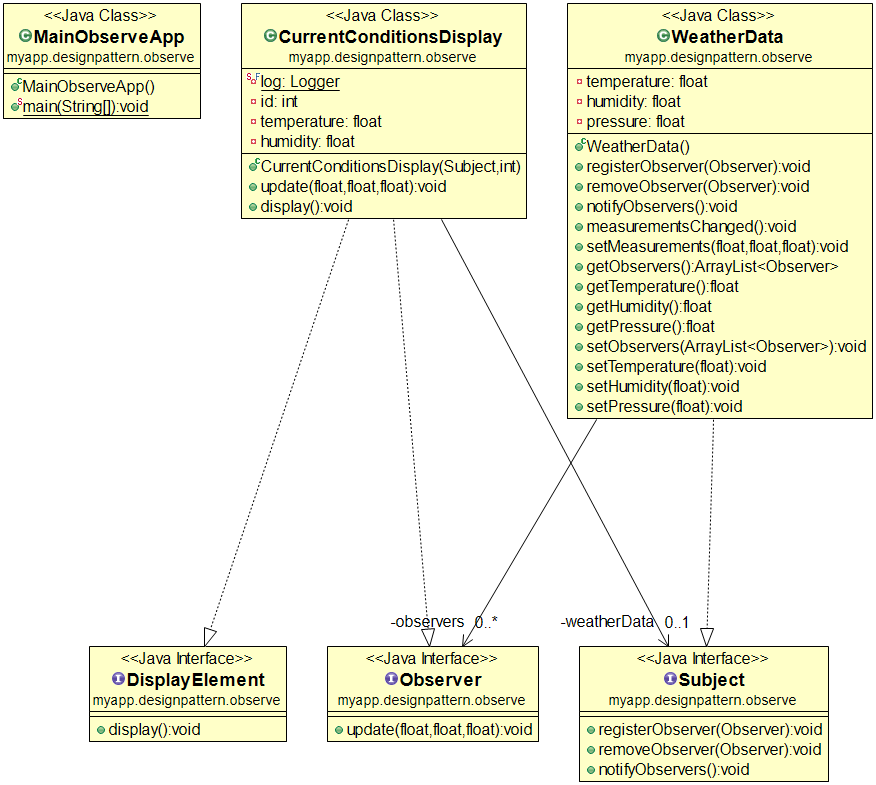 <<Java Class>>
MainObserveApp
myapp.designpattern.observe
MainObserveApp()
main(String[]):void
<<Java Class>>
CurrentConditionsDisplay
myapp.designpattern.observe
log: Logger
id: int
temperature: float
humidity: float
CurrentConditionsDisplay(Subject,int)
update(float,float,float):void
display():void
<<Java Class>>
WeatherData
myapp.designpattern.observe
temperature: float
humidity: float
pressure: float
WeatherData()
registerObserver(Observer):void
removeObserver(Observer):void
notifyObservers():void
measurementsChanged():void
setMeasurements(float,float,float):void
getObservers():ArrayList<Observer>
getTemperature():float
getHumidity():float
getPressure():float
setObservers(ArrayList<Observer>):void
setTemperature(float):void
setHumidity(float):void
setPressure(float):void
-observers 0..*
-weatherData 0..1
<<Java Interface>>
DisplayElement
myapp.designpattern.observe
display():void
<<Java Interface>>
Observer
myapp.designpattern.observe
update(float,float,float):void
<<Java Interface>>
Subject
myapp.designpattern.observe
registerObserver(Observer):void
removeObserver(Observer):void
notifyObservers():void